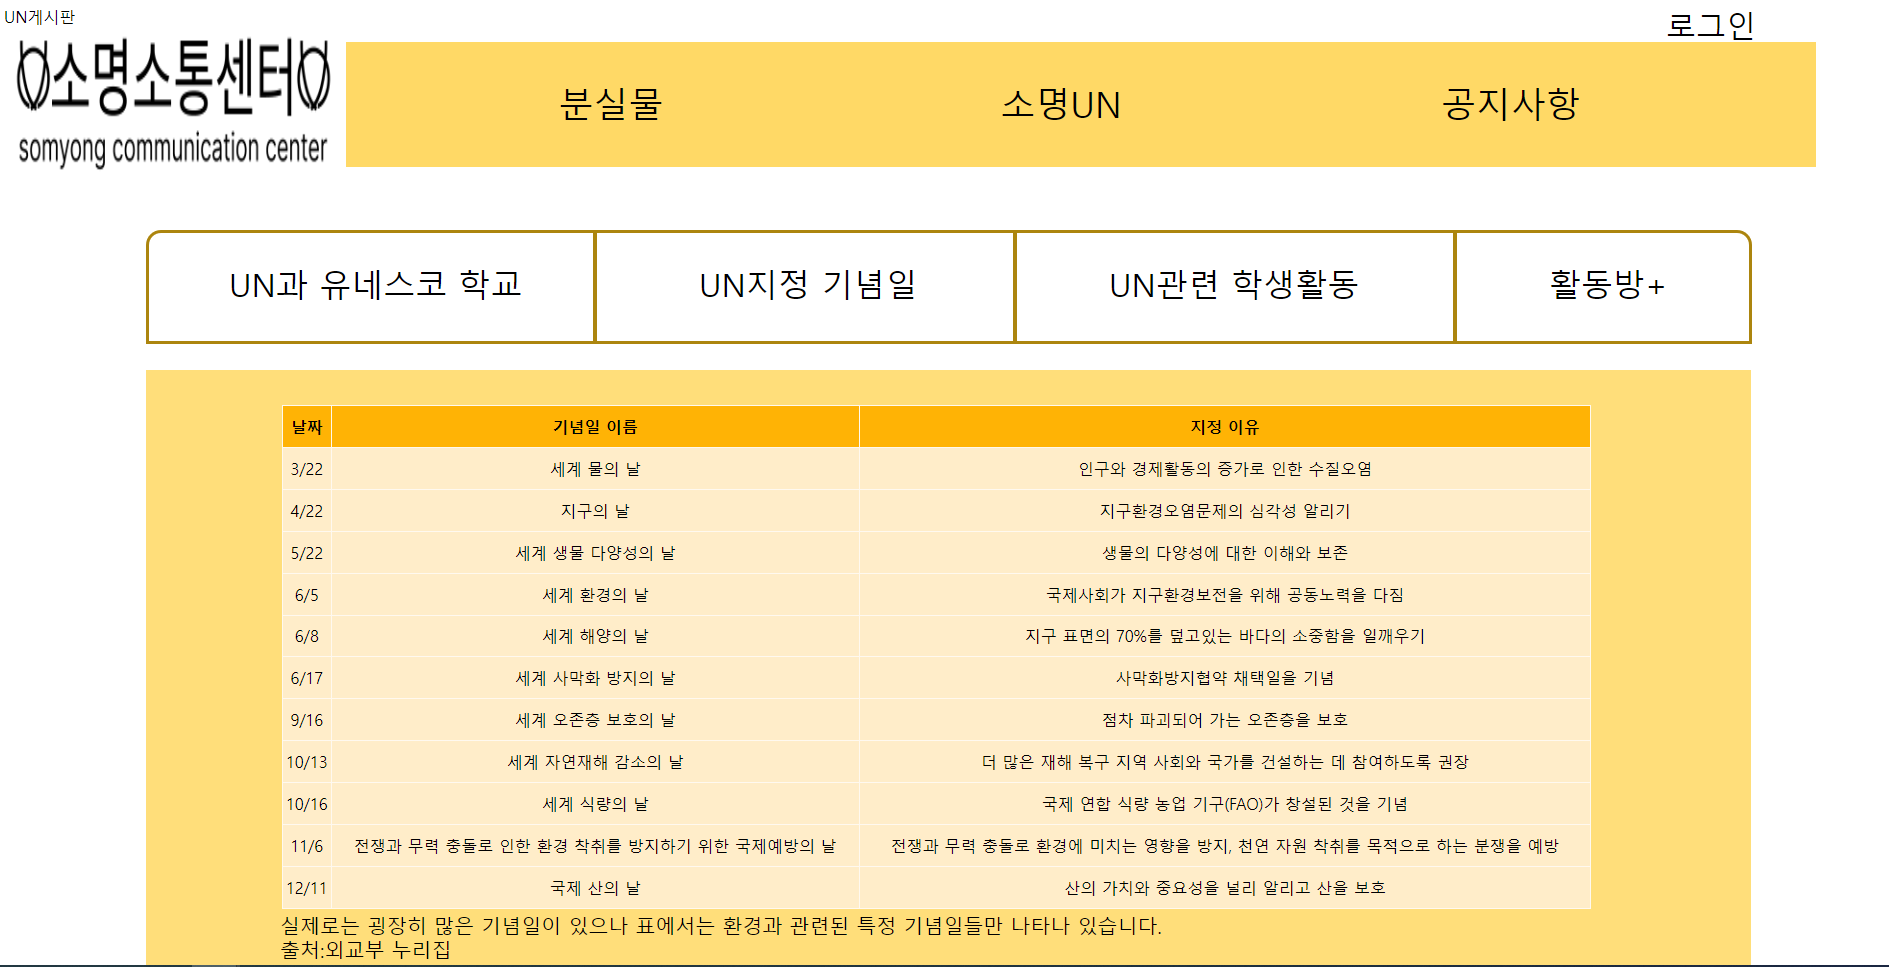 UN게시판
로그인
소명소통센터
somyong communication center
분실물 소명UN 공지사항
UN과 유네스코 학교 UN지정 기념일 UN관련 학생활동 활동방+
날짜 기념일 이름 지정 이유
3/22 세계 물의 날 인구와 경제활동의 증가로 인한 수질오염
4/22 지구의 날 지구환경오염문제의 심각성 알리기
5/22 세계 생물 다양성의 날 생물의 다양성에 대한 이해와 보존
6/5 세계 환경의 날 국제사회가 지구환경보전을 위해 공동노력을 다짐
6/8 세계 해양의 날 지구 표면의 70%를 덮고있는 바다의 소중함을 일깨우기
6/17 세계 사막화 방지의 날 사막화방지협약 채택일을 기념
9/16 세계 오존층 보호의 날 점차 파괴되어 가는 오존층을 보호
10/13 세계 자연재해 감소의 날 더 많은 재해 복구 지역 사회와 국가를 건설하는 데 참여하도록 권장
10/16 세계 식량의 날 국제 연합 식량 농업 기구(FAO)가 창설된 것을 기념
11/6 전쟁과 무력 충돌로 인한 환경 착취를 방지하기 위한 국제예방의 날 전쟁과 무력 충돌로 환경에 미치는 영향을 방지, 천연 자원 착취를 목적으로 하는 분쟁을 예방
12/11 국제 산의 날 산의 가치와 중요성을 널리 알리고 산을 보호
실제로는 굉장히 많은 기념일이 있으나 표에서는 환경과 관련된 특정 기념일들만 나타나 있습니다.
출처:외교부 누리집